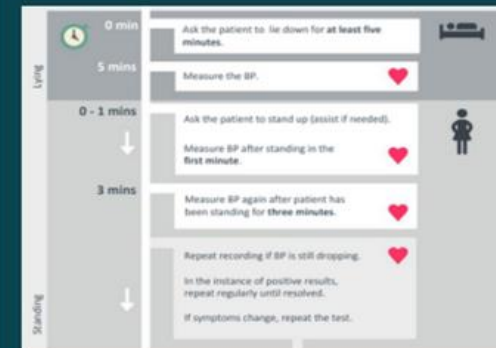 0 min
Ask the patient to lie down for at least five
minutes.
5 mins
Measure the BP.
Lying
0 - 1 mins
Ask the patient to stand up (assist if needed).
Measure BP after standing in the
first minute.
3 mins
Measure BP again after patient has
been standing for three minutes.
Repeat recording if BP is still dropping.
In the instance of positive results,
repeat regularly until resolved.
If symptoms change, repeat the test.
Standing